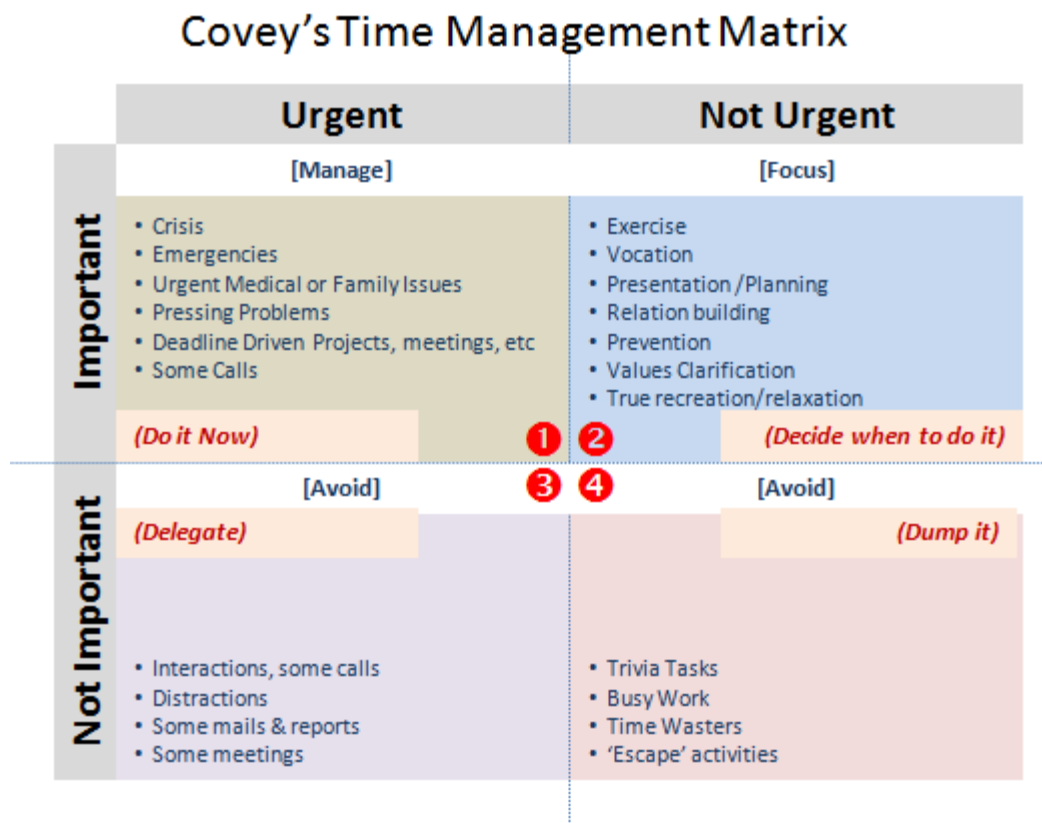 Covey's Time Management Matrix
Urgent
Not Urgent
Important
[Manage]
• Crisis
• Emergencies
• Urgent Medical or Family Issues
• Pressing Problems
• Deadline Driven Projects, meetings, etc
• Some Calls
(Do it Now)
1
[Focus]
• Exercise
• Vocation
• Presentation /Planning
• Relation building
• Prevention
• Values Clarification
• True recreation/relaxation
2
(Decide when to do it)
Not Important
[Avoid]
3
(Delegate)
• Interactions, some calls
• Distractions
• Some mails & reports
• Some meetings
4
[Avoid]
(Dump it)
• Trivia Tasks
• Busy Work
• Time Wasters
• ‘Escape’ activities